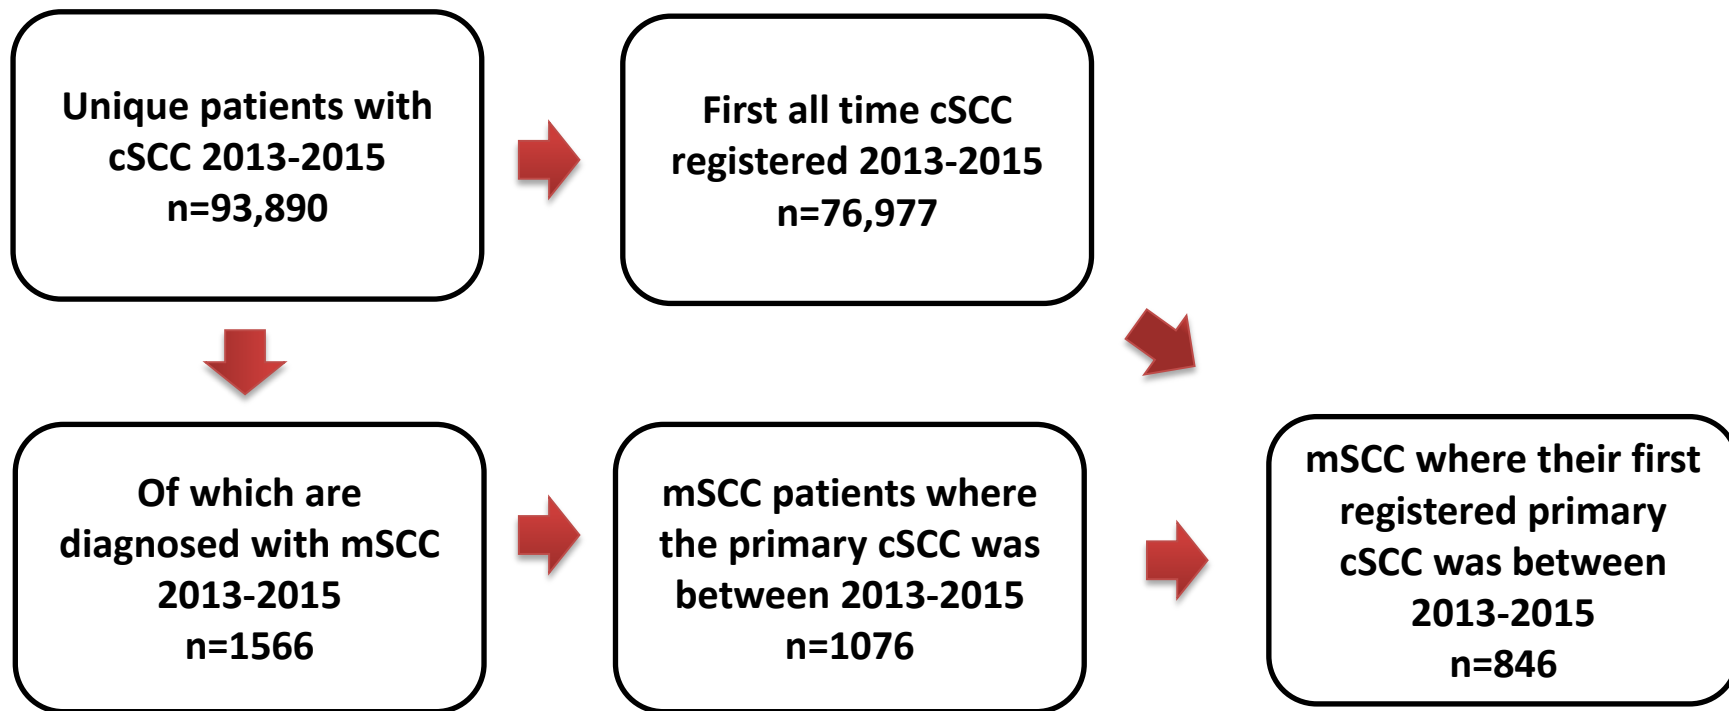 Unique patients with
cSCC 2013-2015
n=93,890
First all time cSCC
registered 2013-2015
n=76,977
Of which are
diagnosed with mSCC
2013-2015
n=1566
mSCC patients where
the primary cSCC was
between 2013-2015
n=1076
mSCC where their first
registered primary
cSCC was between
2013-2015
n=846